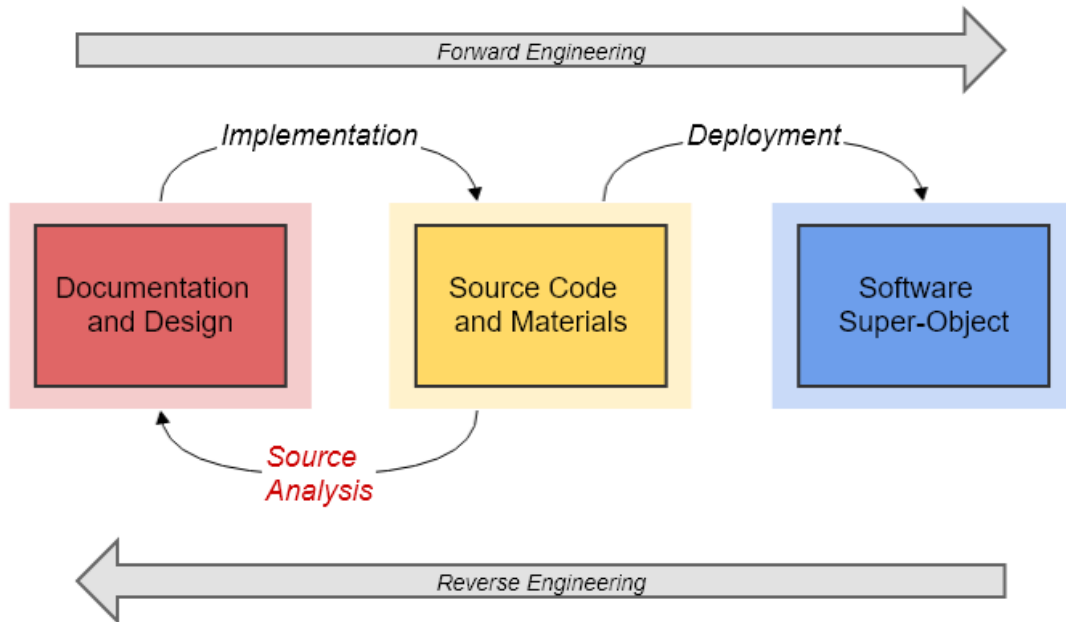 Forward Engineering
Implementation
Deployment
Documentation
and Design
Source Code
and Materials
Software
Super-Object
Source
Analysis
Reverse Engineering